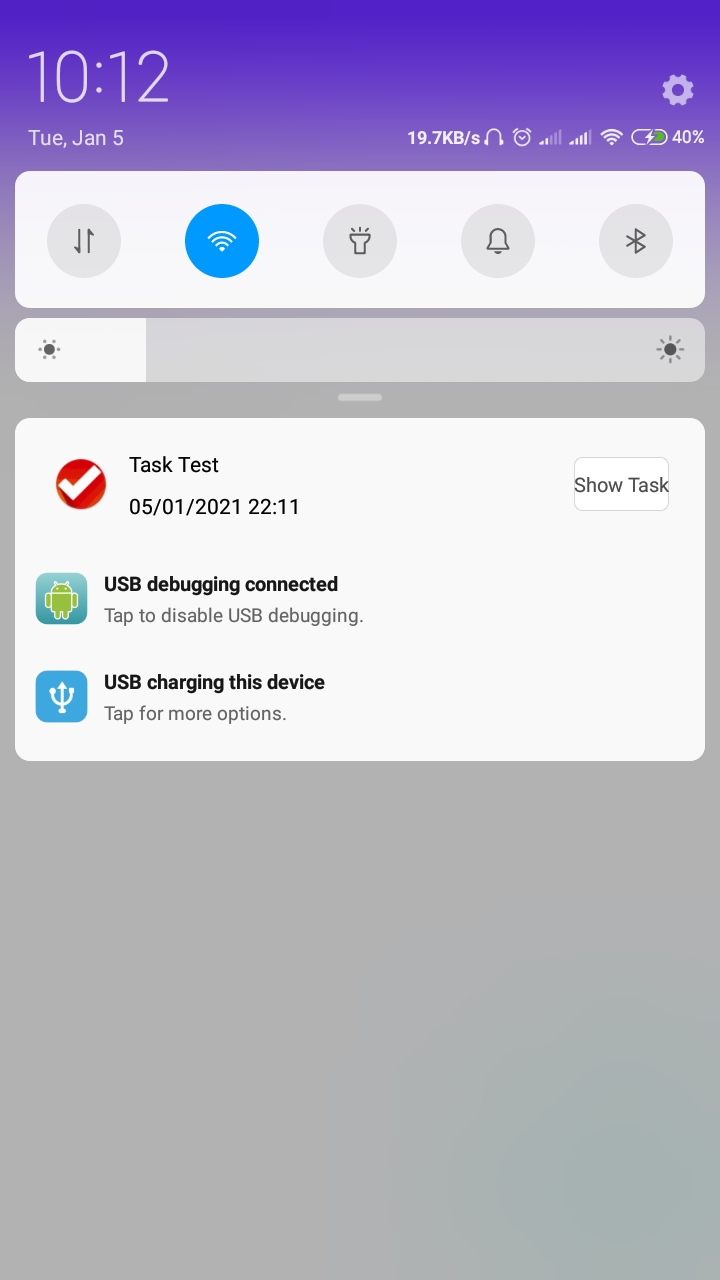 10:12
Tue, Jan 5
19.7KB/s
40%
Task Test
05/01/2021 22:11
Show Task
USB debugging connected
Tap to disable USB debugging.
USB charging this device
Tap for more options.